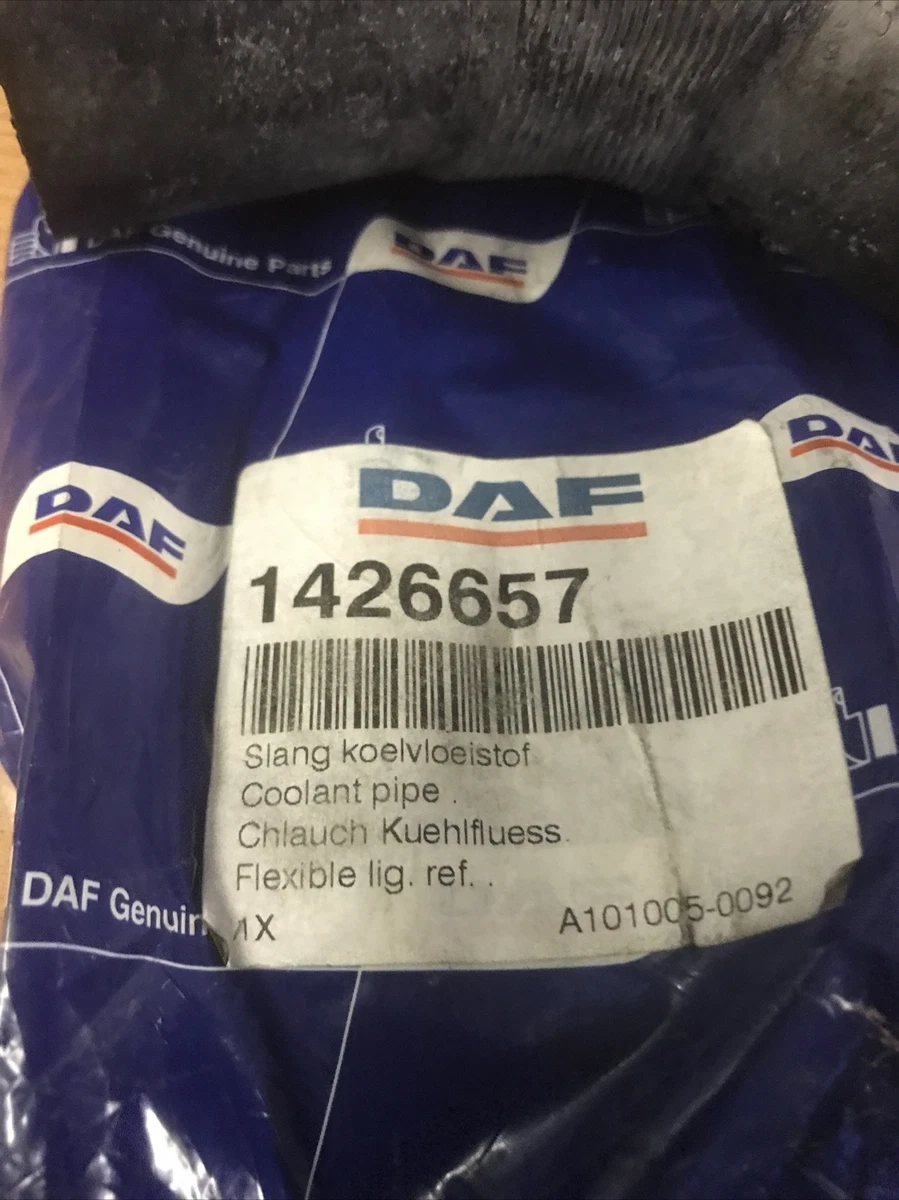 Genuine Parts
DAF
DAF
DAF
DAF
1426657
Slang koelvloeistof
Coolant pipe .
Chlauch Kuehlfluess.
Flexible lig. ref. .
DAF Genuin
1X
A101005-0092